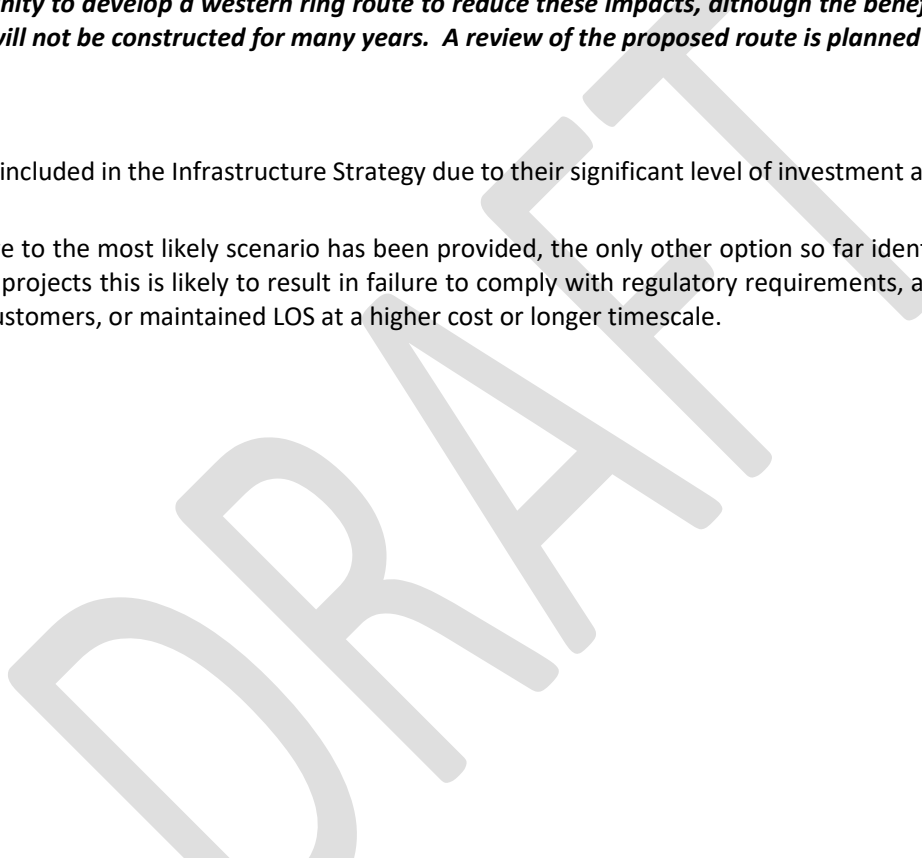 nity to develop a western ring route to reduce these impacts, although the benef
will not be constructed for many years.  A review of the proposed route is planned
included in the Infrastructure Strategy due to their significant level of investment a
e to the most likely scenario has been provided, the only other option so far ident
projects this is likely to result in failure to comply with regulatory requirements, a
ustomers, or maintained LOS at a higher cost or longer timescale.
DRAFT